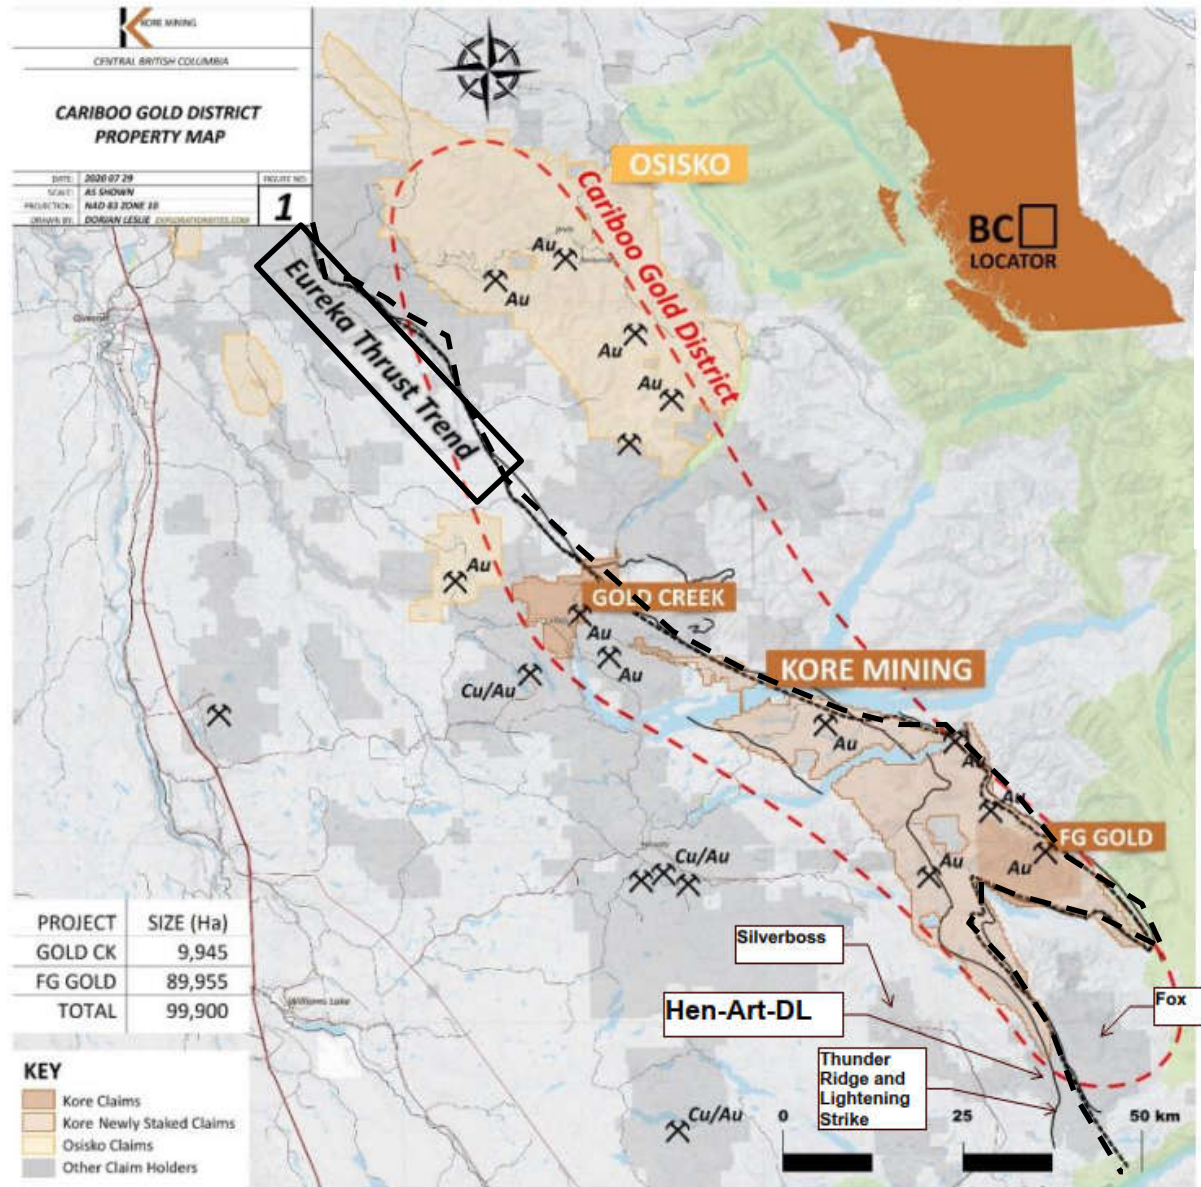 KORE MINING
CENTRAL BRITISH COLUMBIA
CARIBOO GOLD DISTRICT
PROPERTY MAP
DATE: 2020 07 29
SCALE: AS SHOWN
PROJECTION: NAD 83 ZONE 10
DRAWN BY: DORIAN LESLIE
FIGURE NO:
1
OSISKO
Cariboo Gold District
BC
LOCATOR
Eureka Thrust Trend
Au
Au
Au
Au
Au
GOLD CREEK
Au
Au
Cu/Au
KORE MINING
Au
Au
Au
FG GOLD
Au
Au
Cu/Au
PROJECT SIZE (Ha)
GOLD CK 9,945
FG GOLD 89,955
TOTAL 99,900
Williams Lake
Silverboss
Hen-Art-DL
Fox
Thunder
Ridge and
Lightening
Strike
KEY
Kore Claims
Kore Newly Staked Claims
Osisko Claims
Other Claim Holders
Cu/Au
0 25 50 km